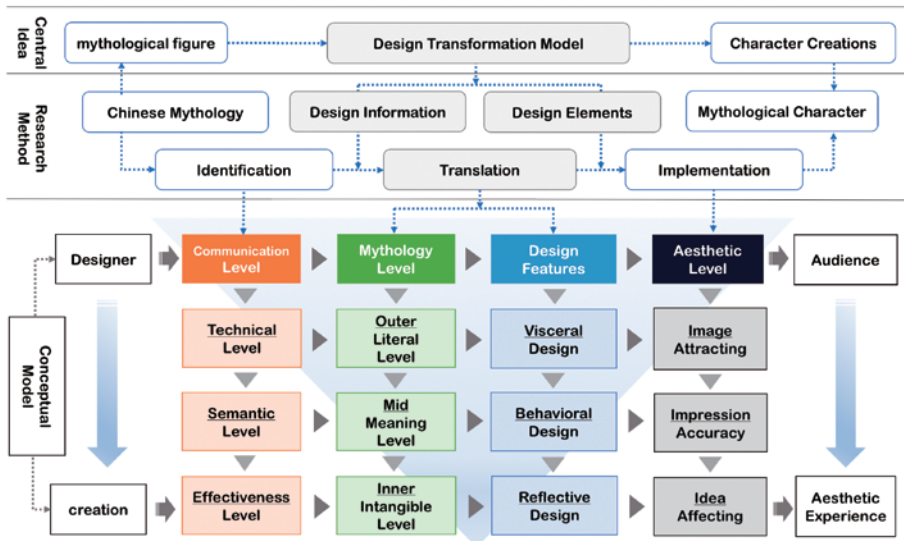 Central
Idea
mythological figure
Design Transformation Model
Character Creations
Research
Method
Chinese Mythology
Design Information
Design Elements
Mythological Character
Identification
Translation
Implementation
Conceptual
Model
Designer
Communication
Level
Mythology
Level
Design
Features
Aesthetic
Level
Audience
Technical
Level
Outer
Literal
Level
Visceral
Design
Image
Attracting
Semantic
Level
Mid
Meaning
Level
Behavioral
Design
Impression
Accuracy
creation
Effectiveness
Level
Inner
Intangible
Level
Reflective
Design
Idea
Affecting
Aesthetic
Experience